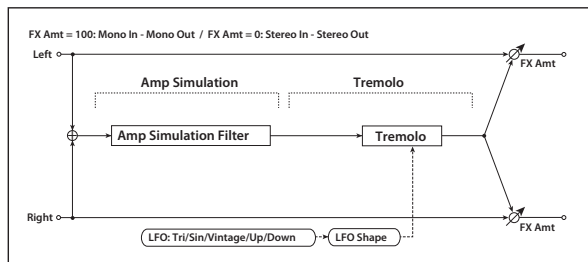 FX Amt = 100: Mono In - Mono Out / FX Amt = 0: Stereo In - Stereo Out
Left
FX Amt
Amp Simulation
Tremolo
Amp Simulation Filter
Tremolo
Right
FX Amt
LFO: Tri/Sin/Vintage/Up/Down
LFO Shape